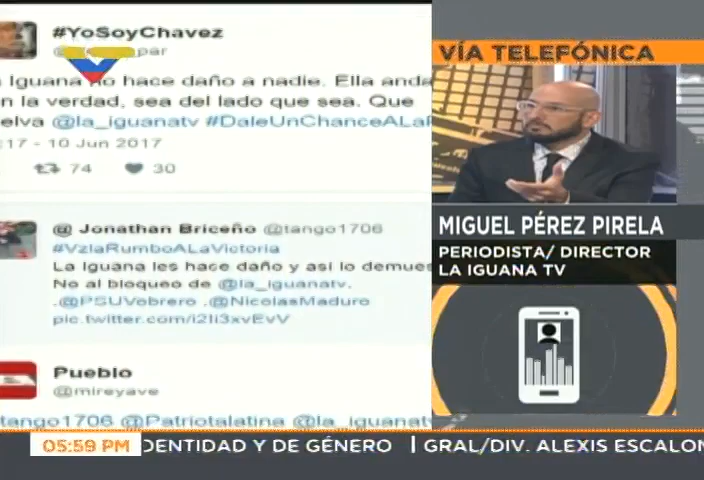 #YoSoyChavez
Iguana no hace daño a nadie. Ella anda
n la verdad, sea del lado que sea. Que
elva @la_iguanatv #DaleUnChanceALa
:17 - 10 Jun 2017
74 30
@ Jonathan Briceño @tango1706
#VzlaRumboALaVictoria
La Iguana les hace daño y asi lo demues
No al bloqueo de @la_iguanatv.
.@PSUVobrero .@NicolasMaduro
pic.twitter.com/i2Ii3xvEvV
Pueblo
@mireyave
tango1706 @Patriotalatina @la_iguanatv
VÍA TELEFÓNICA
MIGUEL PÉREZ PIRELA
PERIODISTA/ DIRECTOR
LA IGUANA TV
05:59 PM DENTIDAD Y DE GÉNERO | GRAL/DIV. ALEXIS ESCALON